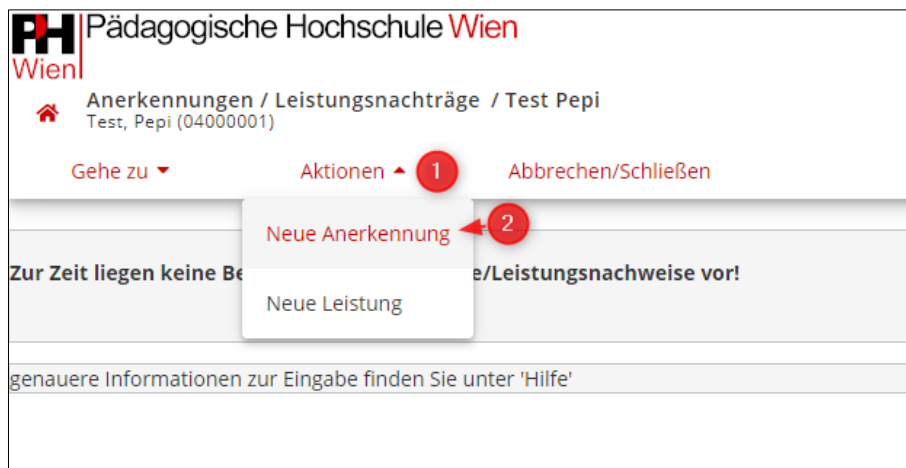 PH Pädagogische Hochschule Wien
Wien
Anerkennungen / Leistungsnachträge / Test Pepi
Test, Pepi (04000001)
Gehe zu Aktionen 1 Abbrechen/Schließen
Neue Anerkennung 2
Zur Zeit liegen keine Be e/Leistungsnachweise vor!
Neue Leistung
genauere Informationen zur Eingabe finden Sie unter 'Hilfe'